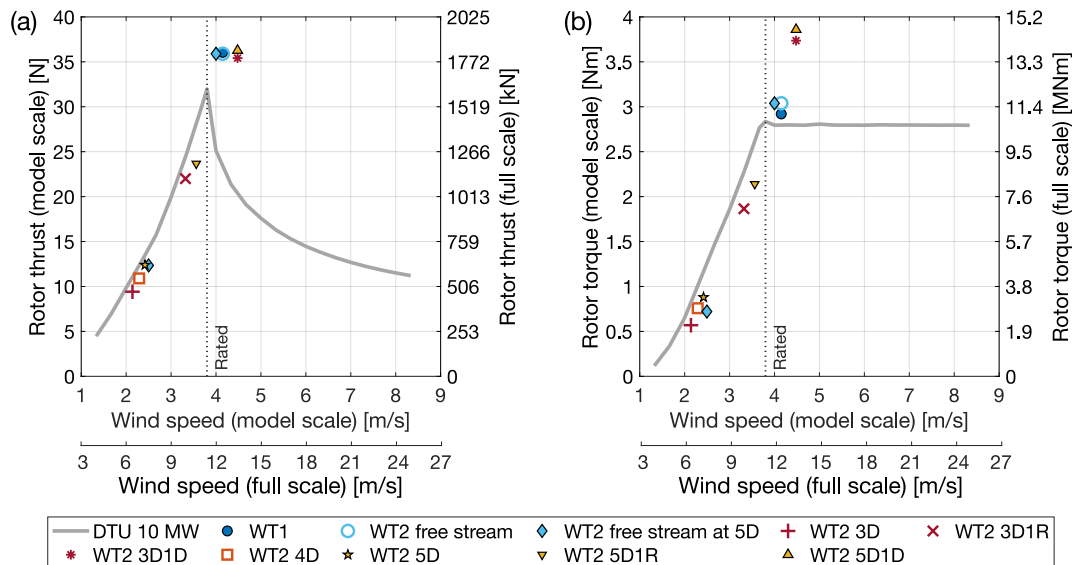 (a)
Rotor thrust (model scale) [N]
40
35
30
25
20
15
10
5
0
2025
1772
1519
1266
1013
759
506
253
0
Rotor thrust (full scale) [kN]
Rated
1 2 3 4 5 6 7 8 9
Wind speed (model scale) [m/s]
3 6 9 12 15 18 21 24 27
Wind speed (full scale) [m/s]
(b)
Rotor torque (model scale) [Nm]
4
3.5
3
2.5
2
1.5
1
0.5
0
15.2
13.3
11.4
9.5
7.6
5.7
3.8
1.9
0
Rotor torque (full scale) [MNm]
Rated
1 2 3 4 5 6 7 8 9
Wind speed (model scale) [m/s]
3 6 9 12 15 18 21 24 27
Wind speed (full scale) [m/s]
DTU 10 MW WT1 WT2 free stream WT2 free stream at 5D WT2 3D WT2 3D1R
WT2 3D1D WT2 4D WT2 5D WT2 5D1R WT2 5D1D